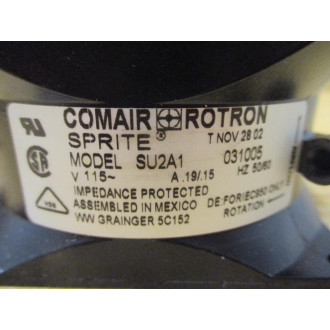 COMAIR ROTRON
SPRITE® T NOV 28 02
MODEL SU2A1 031005
V 115~ A .19/.15 HZ 50/60
IMPEDANCE PROTECTED
ASSEMBLED IN MEXICO DE:FOR IEC950 ONLY
WW GRAINGER 5C152 ROTATION